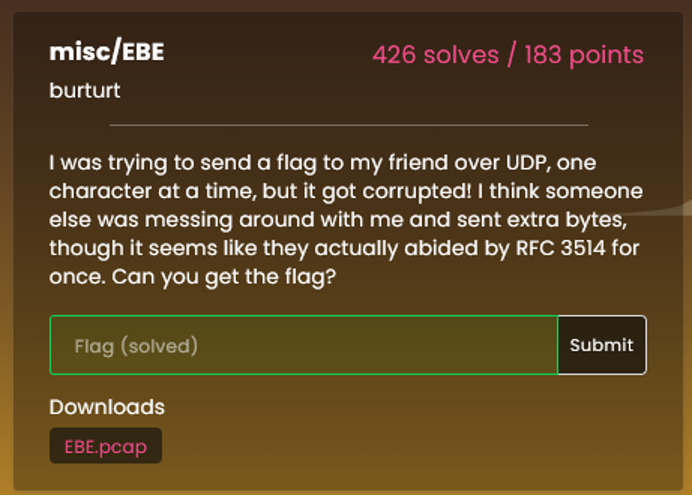 misc/EBE
426 solves / 183 points
burturt
I was trying to send a flag to my friend over UDP, one
character at a time, but it got corrupted! I think someone
else was messing around with me and sent extra bytes,
though it seems like they actually abided by RFC 3514 for
once. Can you get the flag?
Flag (solved)
Submit
Downloads
EBE.pcap